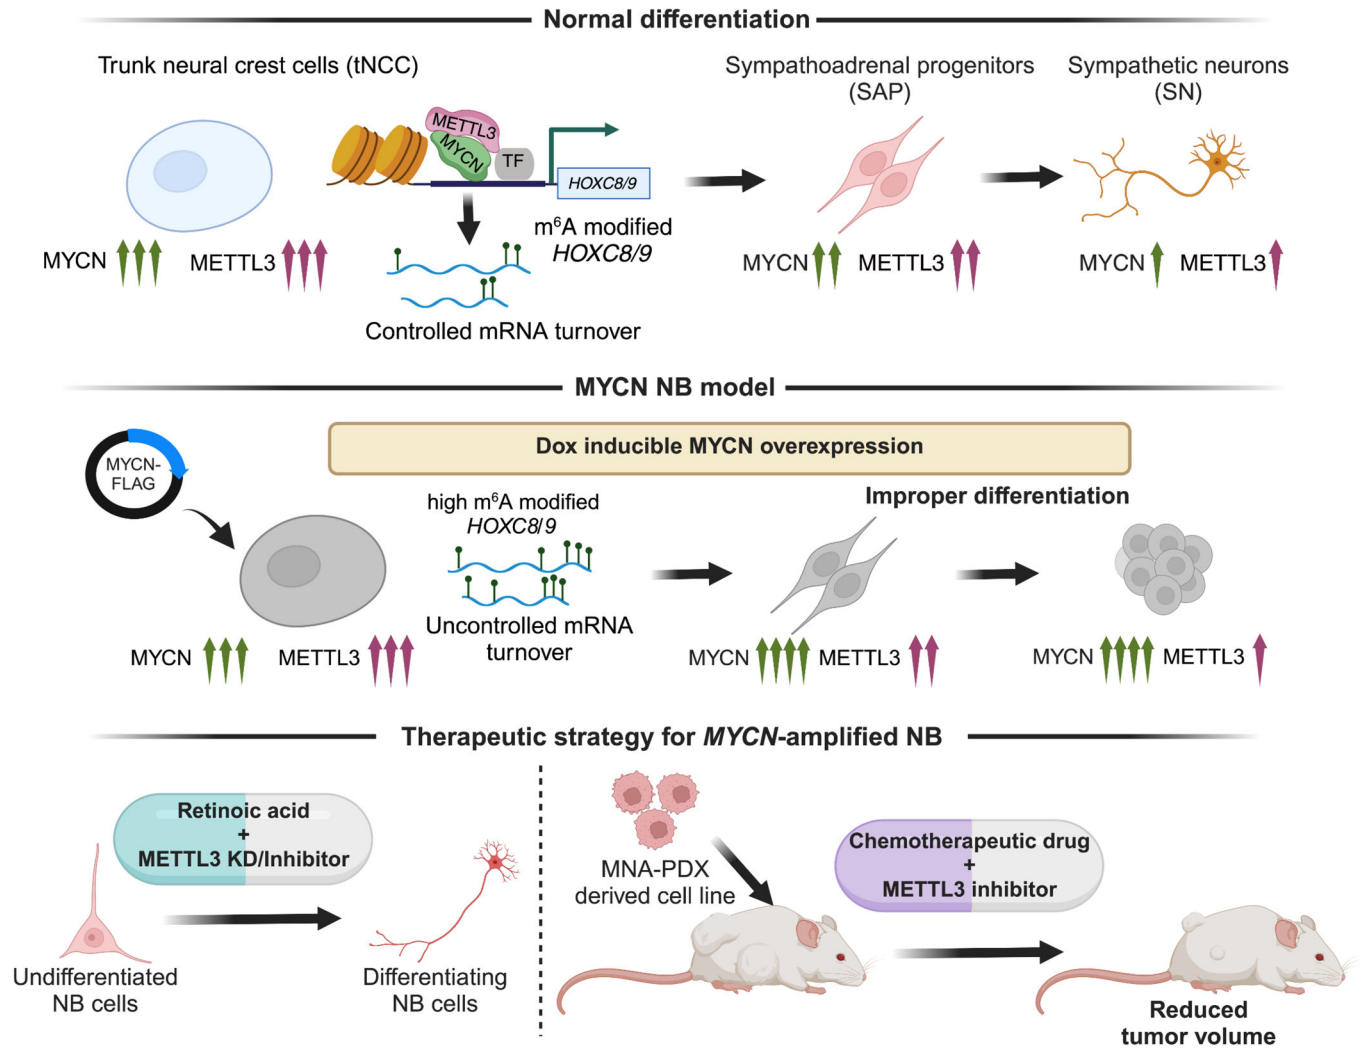 Normal differentiation
Trunk neural crest cells (tNCC)
Sympathoadrenal progenitors
(SAP)
Sympathetic neurons
(SN)
METTL3
MYCN
TF
HOXC8/9
m⁶A modified
HOXC8/9
MYCN
METTL3
Controlled mRNA turnover
MYCN
METTL3
MYCN
METTL3
MYCN NB model
MYCN-
FLAG
Dox inducible MYCN overexpression
high m⁶A modified
HOXC8/9
Improper differentiation
Uncontrolled mRNA
turnover
MYCN
METTL3
MYCN
METTL3
MYCN
METTL3
Therapeutic strategy for MYCN-amplified NB
Retinoic acid
+
METTL3 KD/Inhibitor
Undifferentiated
NB cells
Differentiating
NB cells
MNA-PDX
derived cell line
Chemotherapeutic drug
+
METTL3 inhibitor
Reduced
tumor volume